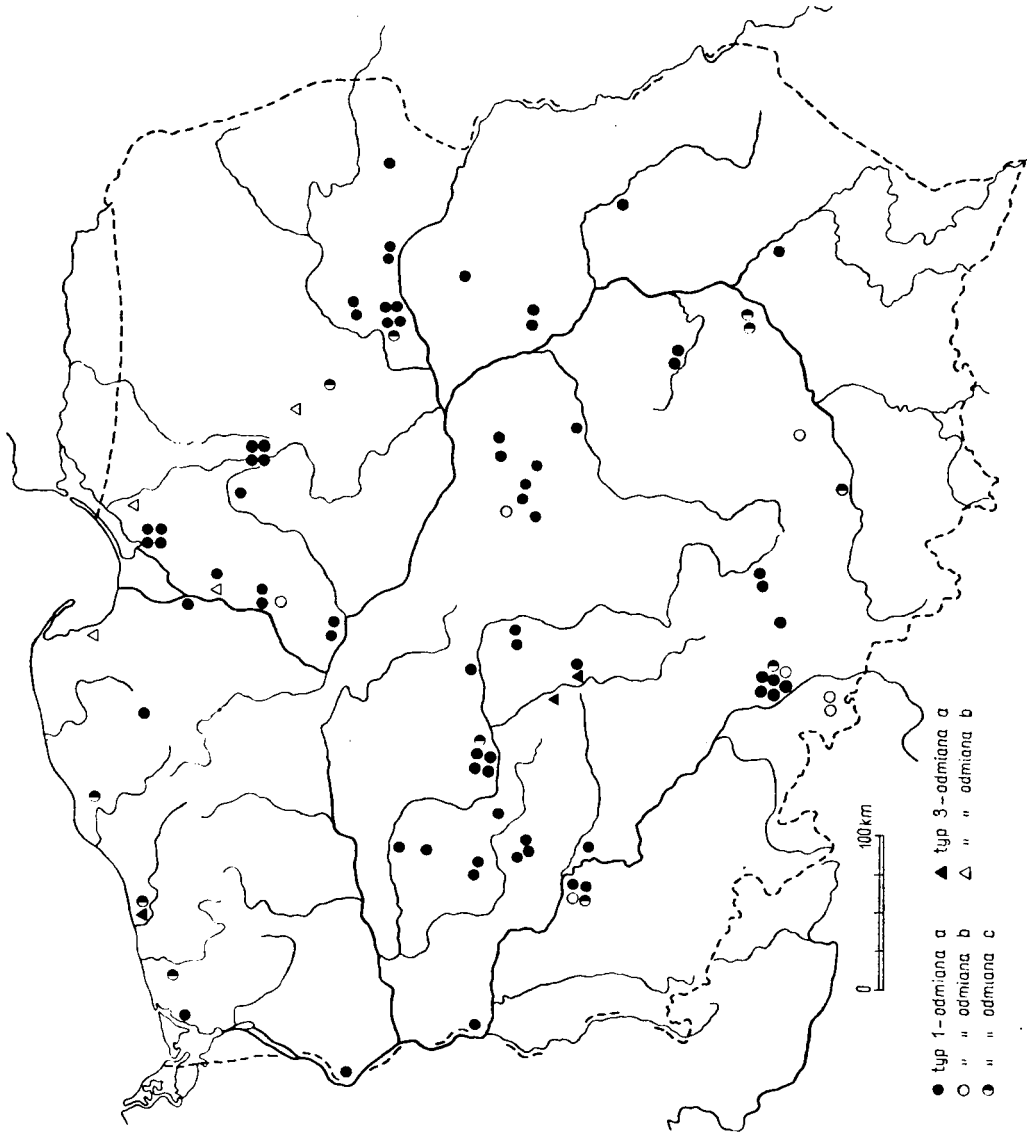 0 100 km
● typ 1-odmiana a
○ " " odmiana b
◑ " " odmiana c
▲ typ 3-odmiana a
△ " " odmiana b